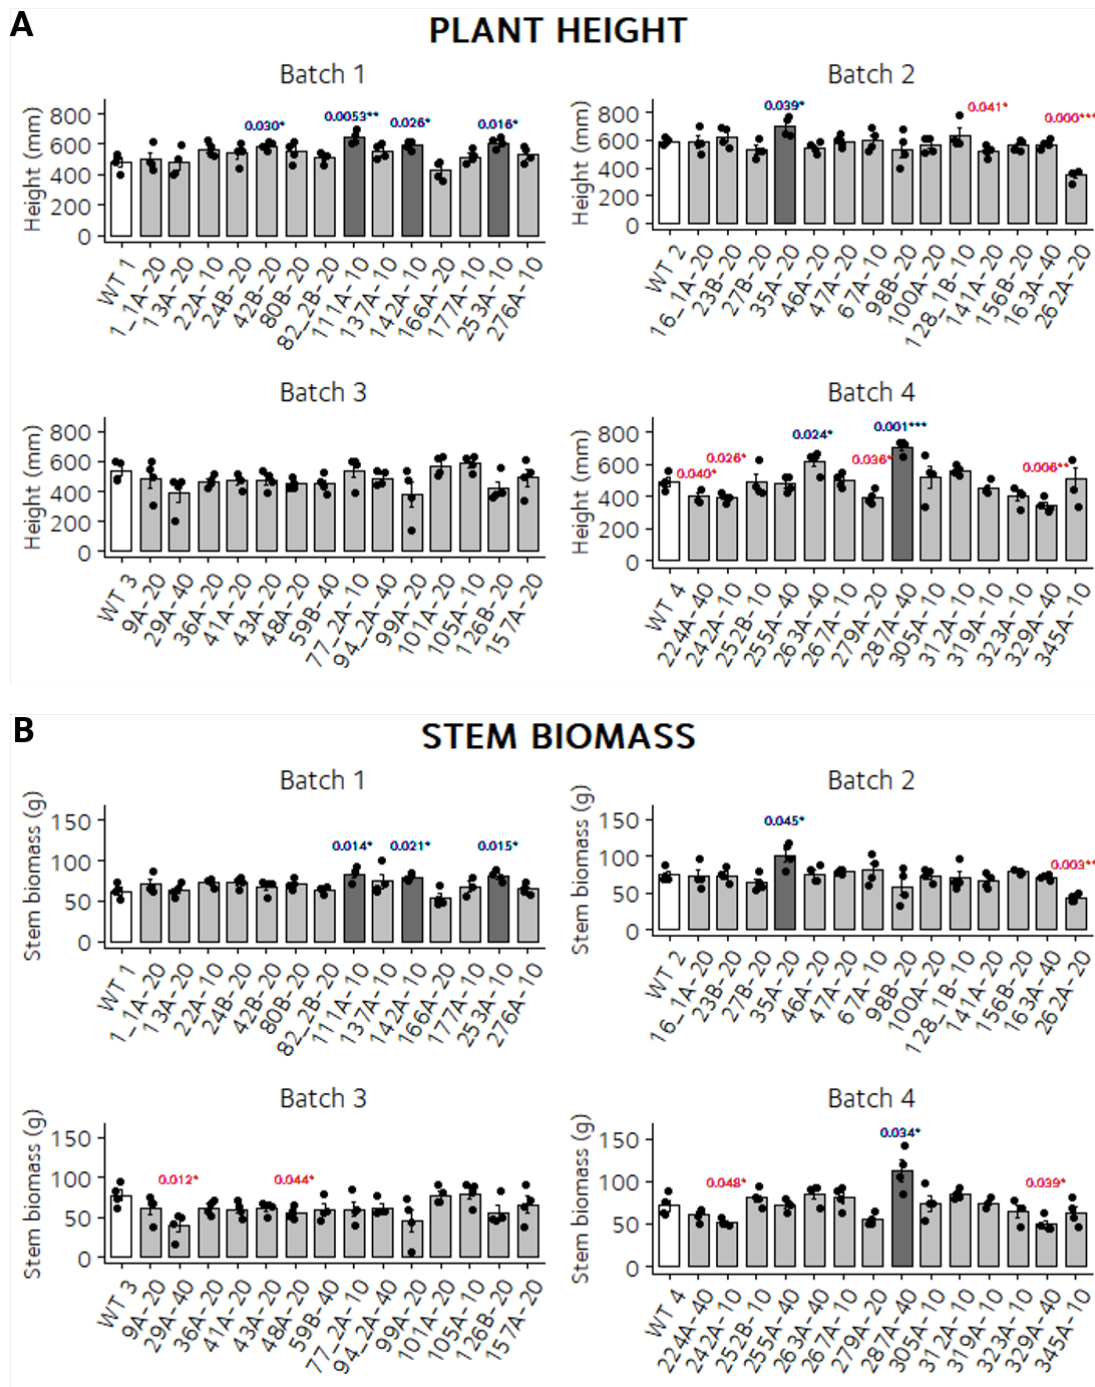 A
PLANT HEIGHT
Batch 1
Height (mm)
800
600
400
200
0
0.030*
0.0053**
0.026*
0.016*
WT 1
1_1A-20
13A-20
22A-10
24B-20
42B-20
80B-20
82_2B-20
111A-10
137A-10
142A-10
166A-20
177A-10
253A-10
276A-10
Batch 2
Height (mm)
800
600
400
200
0
0.039*
0.041*
0.000***
WT 2
16_1A-20
23B-20
27B-20
35A-20
46A-20
47A-20
67A-10
98B-20
100A-20
128_1B-10
141A-20
156B-20
163A-40
262A-20
Batch 3
Height (mm)
800
600
400
200
0
WT 3
9A-20
29A-40
36A-20
41A-20
43A-20
48A-20
59B-40
77_2A-10
94_2A-40
99A-20
101A-20
105A-10
126B-20
157A-20
Batch 4
Height (mm)
800
600
400
200
0
0.040*
0.026*
0.024*
0.036*
0.001***
0.006**
WT 4
224A-40
242A-10
252B-10
255A-40
263A-40
267A-10
279A-20
287A-40
305A-10
312A-10
319A-10
323A-10
329A-40
345A-10
B
STEM BIOMASS
Batch 1
Stem biomass (g)
150
100
50
0
0.014*
0.021*
0.015*
WT 1
1_1A-20
13A-20
22A-10
24B-20
42B-20
80B-20
82_2B-20
111A-10
137A-10
142A-10
166A-20
177A-10
253A-10
276A-10
Batch 2
Stem biomass (g)
150
100
50
0
0.045*
0.003**
WT 2
16_1A-20
23B-20
27B-20
35A-20
46A-20
47A-20
67A-10
98B-20
100A-20
128_1B-10
141A-20
156B-20
163A-40
262A-20
Batch 3
Stem biomass (g)
150
100
50
0
0.012*
0.044*
WT 3
9A-20
29A-40
36A-20
41A-20
43A-20
48A-20
59B-40
77_2A-10
94_2A-40
99A-20
101A-20
105A-10
126B-20
157A-20
Batch 4
Stem biomass (g)
150
100
50
0
0.048*
0.034*
0.039*
WT 4
224A-40
242A-10
252B-10
255A-40
263A-40
267A-10
279A-20
287A-40
305A-10
312A-10
319A-10
323A-10
329A-40
345A-10